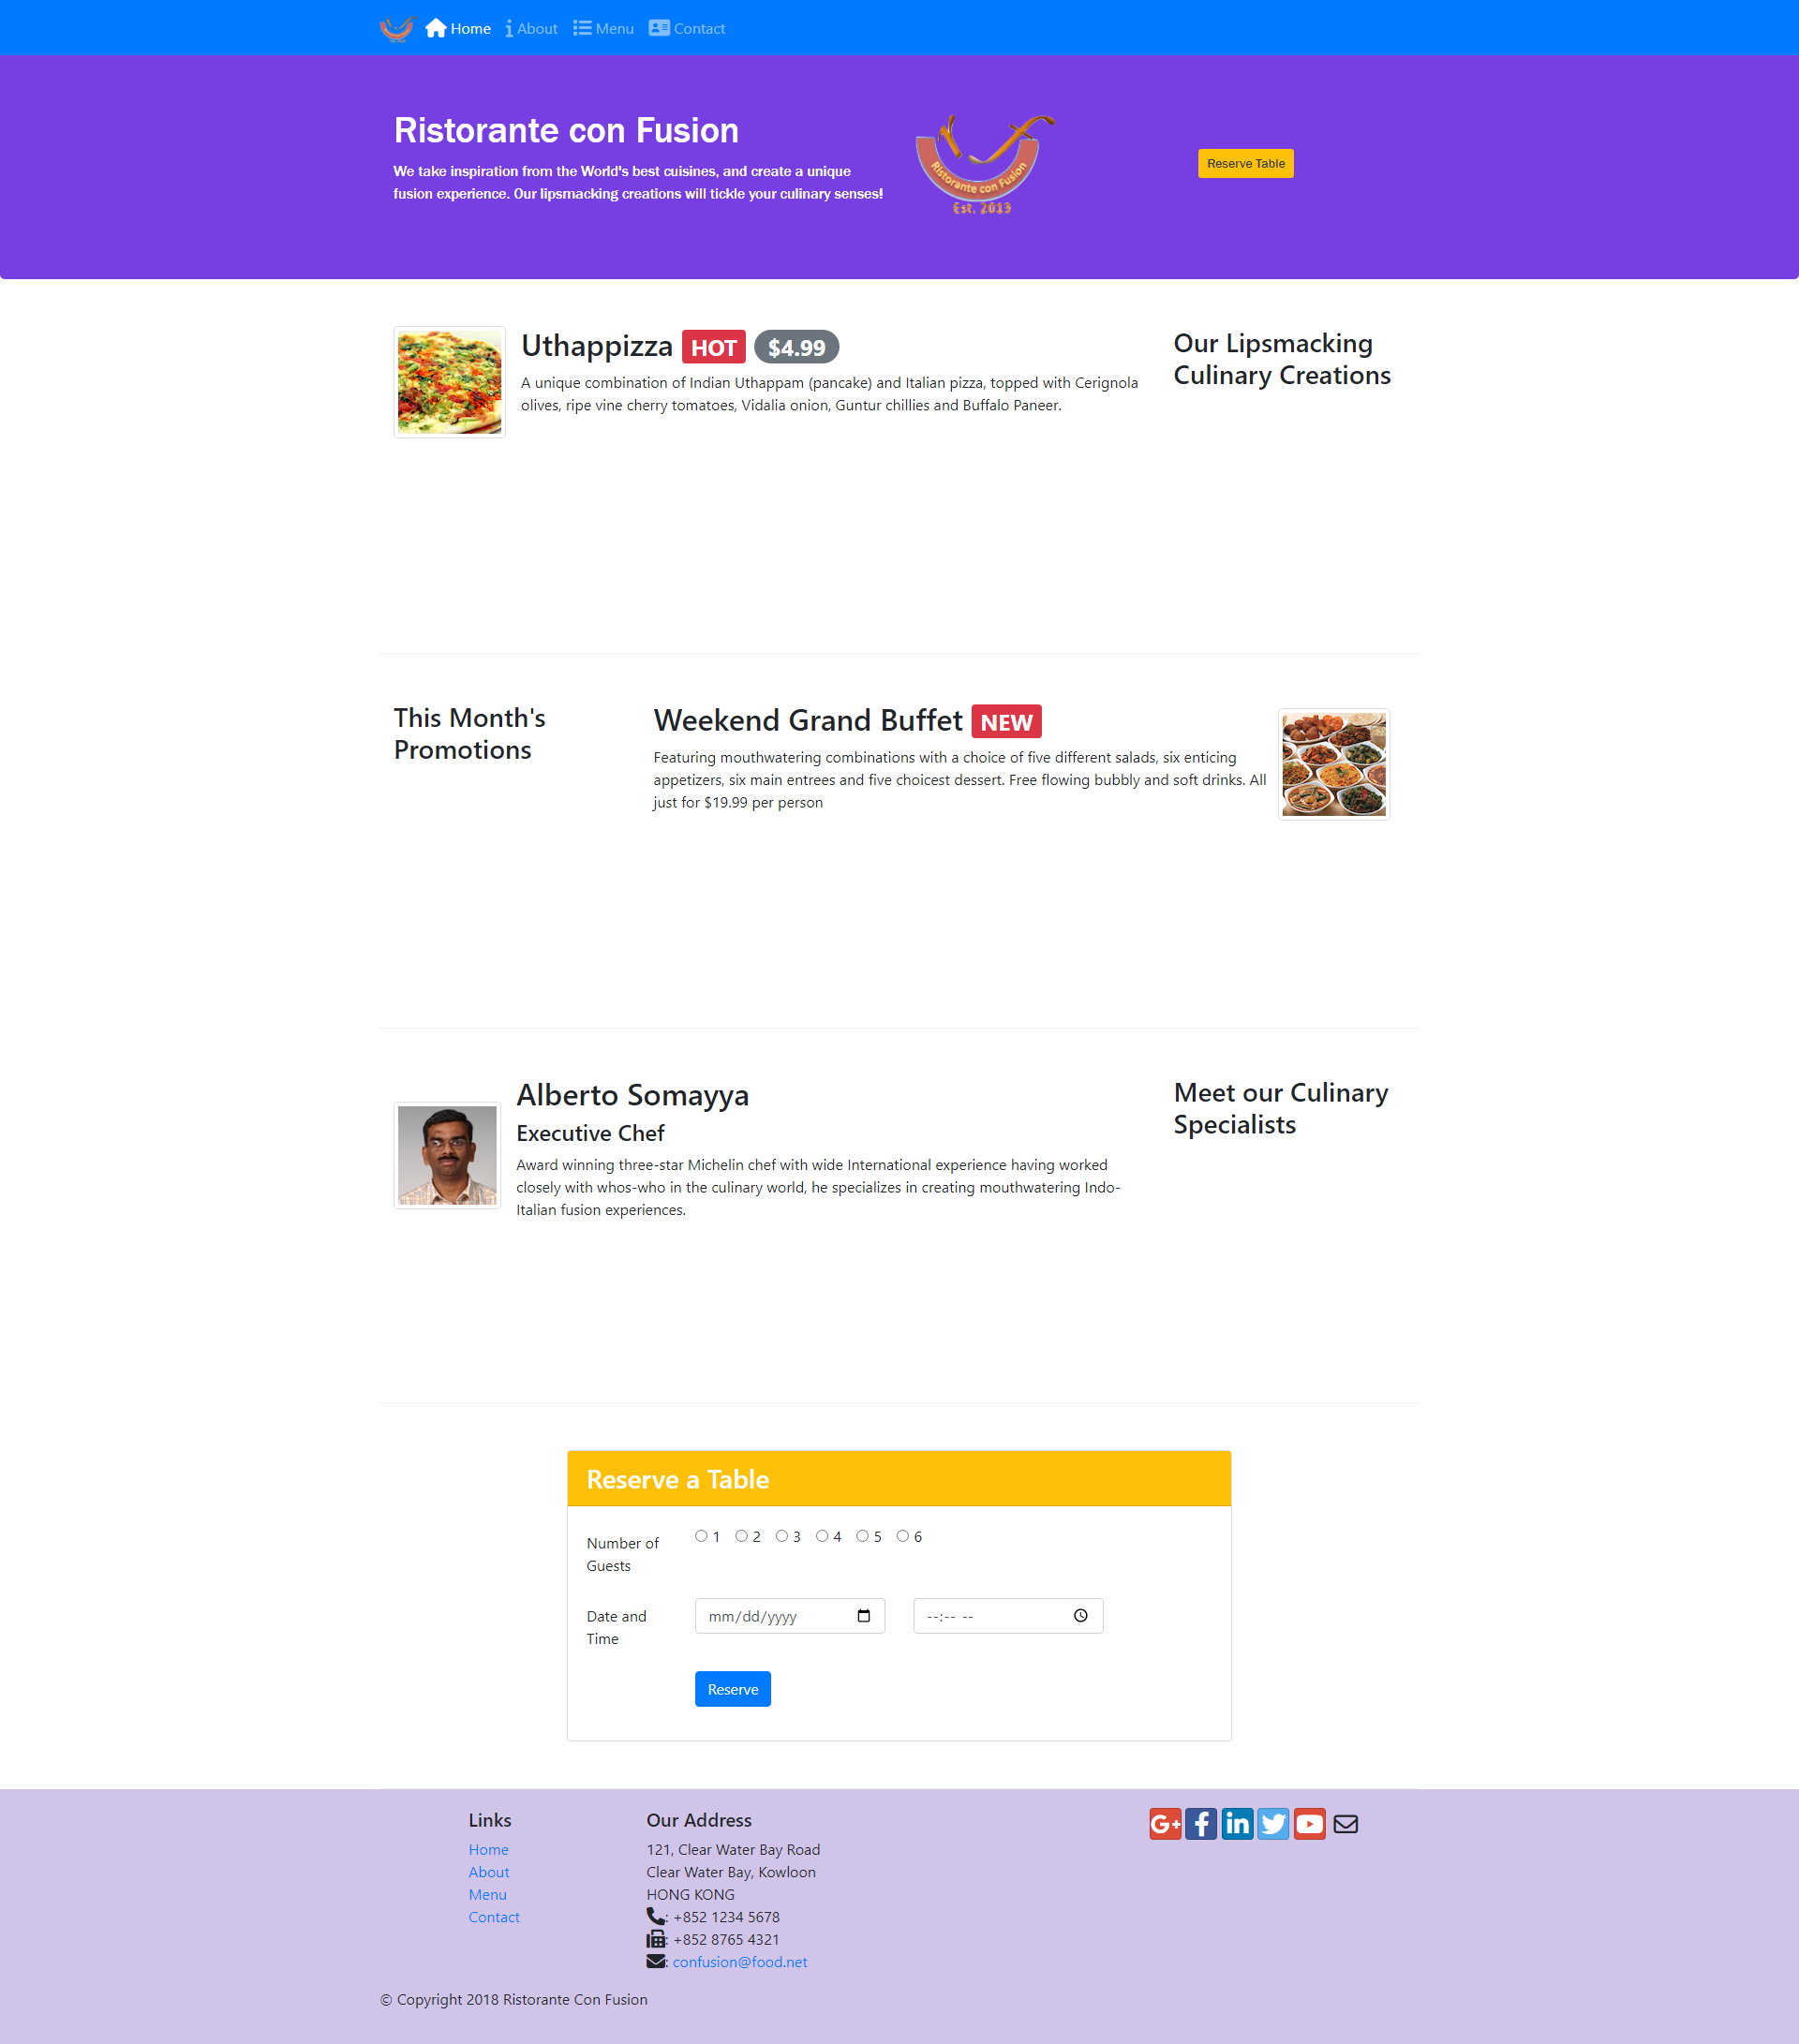 Home About Menu Contact
Ristorante con Fusion
We take inspiration from the World's best cuisines, and create a unique
fusion experience. Our lipsmacking creations will tickle your culinary senses!
Ristorante con Fusion
Est. 2013
Reserve Table
Uthappizza HOT $4.99
A unique combination of Indian Uthappam (pancake) and Italian pizza, topped with Cerignola
olives, ripe vine cherry tomatoes, Vidalia onion, Guntur chillies and Buffalo Paneer.
Our Lipsmacking
Culinary Creations
This Month's
Promotions
Weekend Grand Buffet NEW
Featuring mouthwatering combinations with a choice of five different salads, six enticing
appetizers, six main entrees and five choicest dessert. Free flowing bubbly and soft drinks. All
just for $19.99 per person
Alberto Somayya
Executive Chef
Award winning three-star Michelin chef with wide International experience having worked
closely with whos-who in the culinary world, he specializes in creating mouthwatering Indo-
Italian fusion experiences.
Meet our Culinary
Specialists
Reserve a Table
Number of
Guests
1 2 3 4 5 6
Date and
Time
mm/dd/yyyy
--:-- --
Reserve
Links
Home
About
Menu
Contact
Our Address
121, Clear Water Bay Road
Clear Water Bay, Kowloon
HONG KONG
: +852 1234 5678
: +852 8765 4321
: confusion@food.net
G+ f in
© Copyright 2018 Ristorante Con Fusion